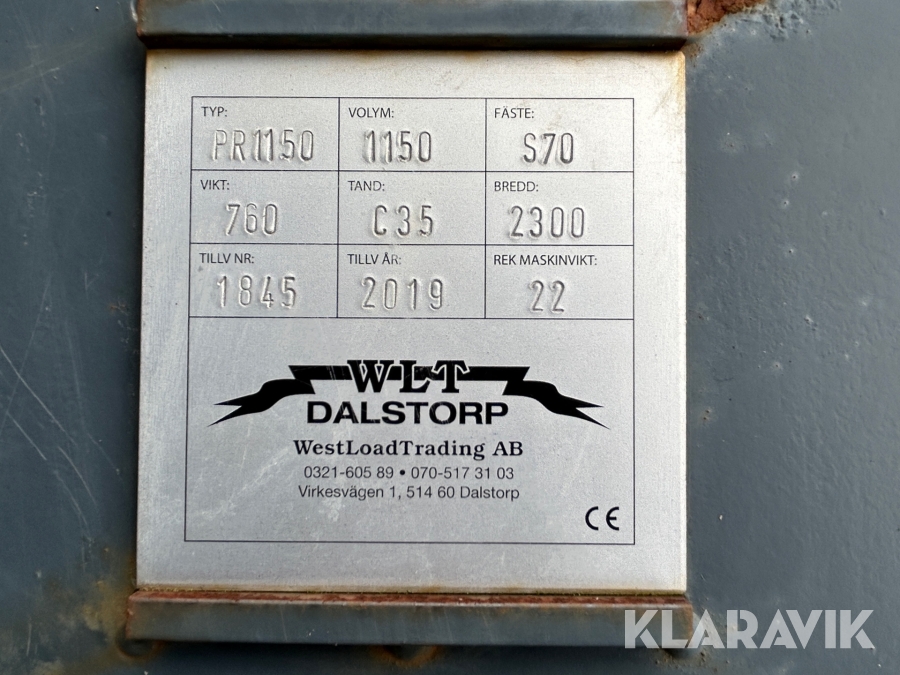 TYP: VOLYM: FÄSTE:
PR1150 1150 S70
VIKT: TAND: BREDD:
760 C35 2300
TILLV NR: TILLV ÅR: REK MASKINVIKT:
1845 2019 22
WLT
DALSTORP
WestLoadTrading AB
0321-605 89 • 070-517 31 03
Virkesvägen 1, 514 60 Dalstorp
CE
KLARAVIK